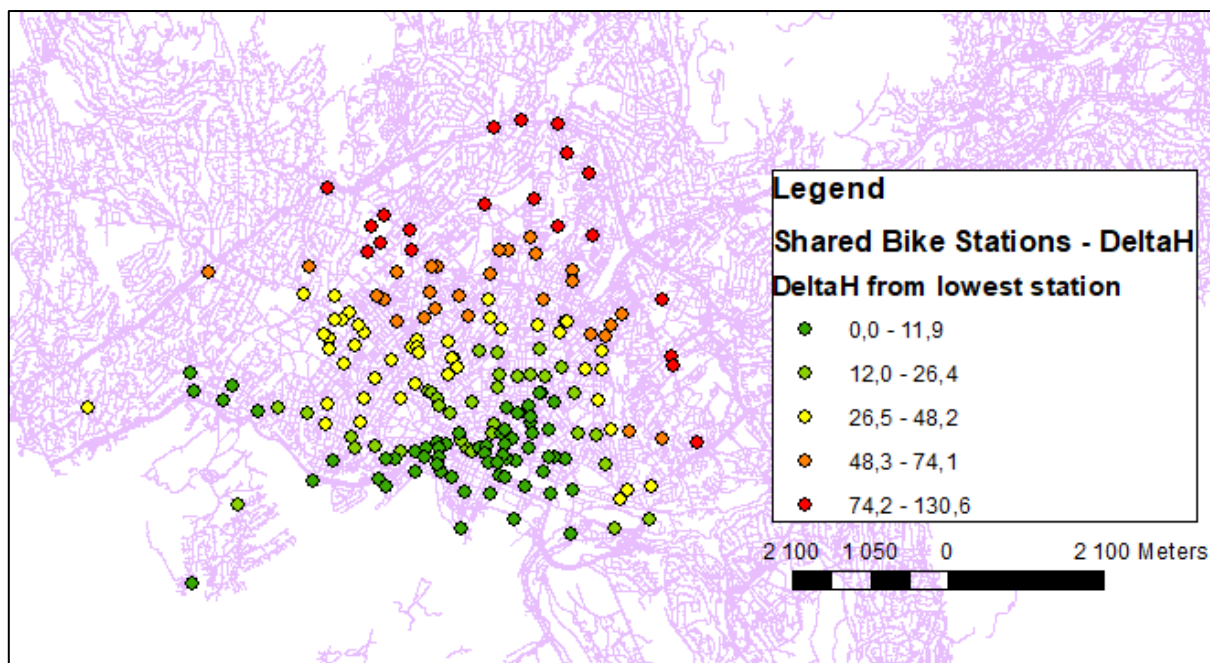 Legend
Shared Bike Stations - DeltaH
DeltaH from lowest station
0,0 - 11,9
12,0 - 26,4
26,5 - 48,2
48,3 - 74,1
74,2 - 130,6
2 100 1 050 0 2 100 Meters